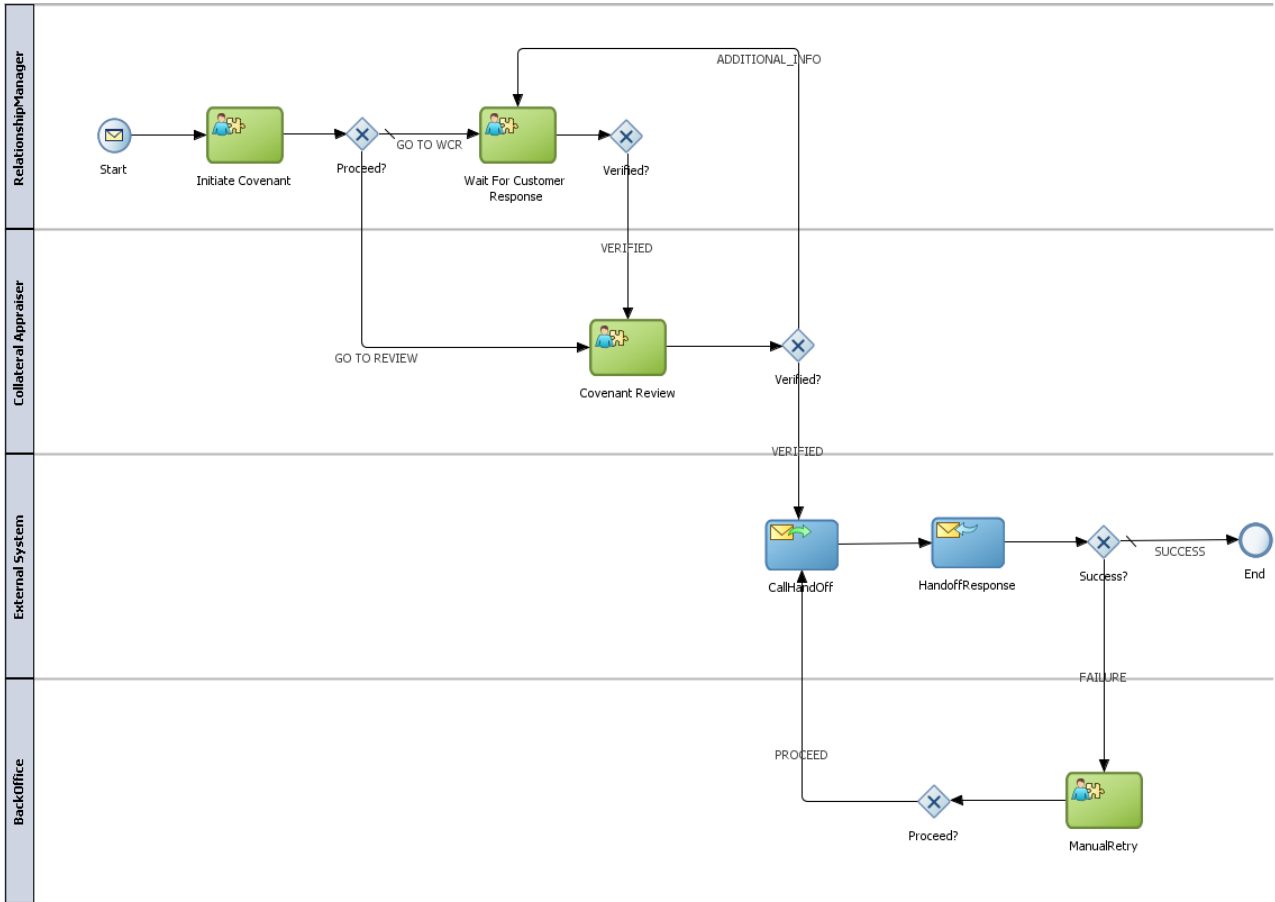 RelationshipManager
ADDITIONAL_INFO
GO TO WCR
Start
Initiate Covenant
Proceed?
Wait For Customer
Response
Verified?
Collateral Appraiser
VERIFIED
GO TO REVIEW
Covenant Review
Verified?
VERIFIED
External System
CallHandOff
HandoffResponse
Success?
SUCCESS
End
FAILURE
BackOffice
PROCEED
Proceed?
ManualRetry